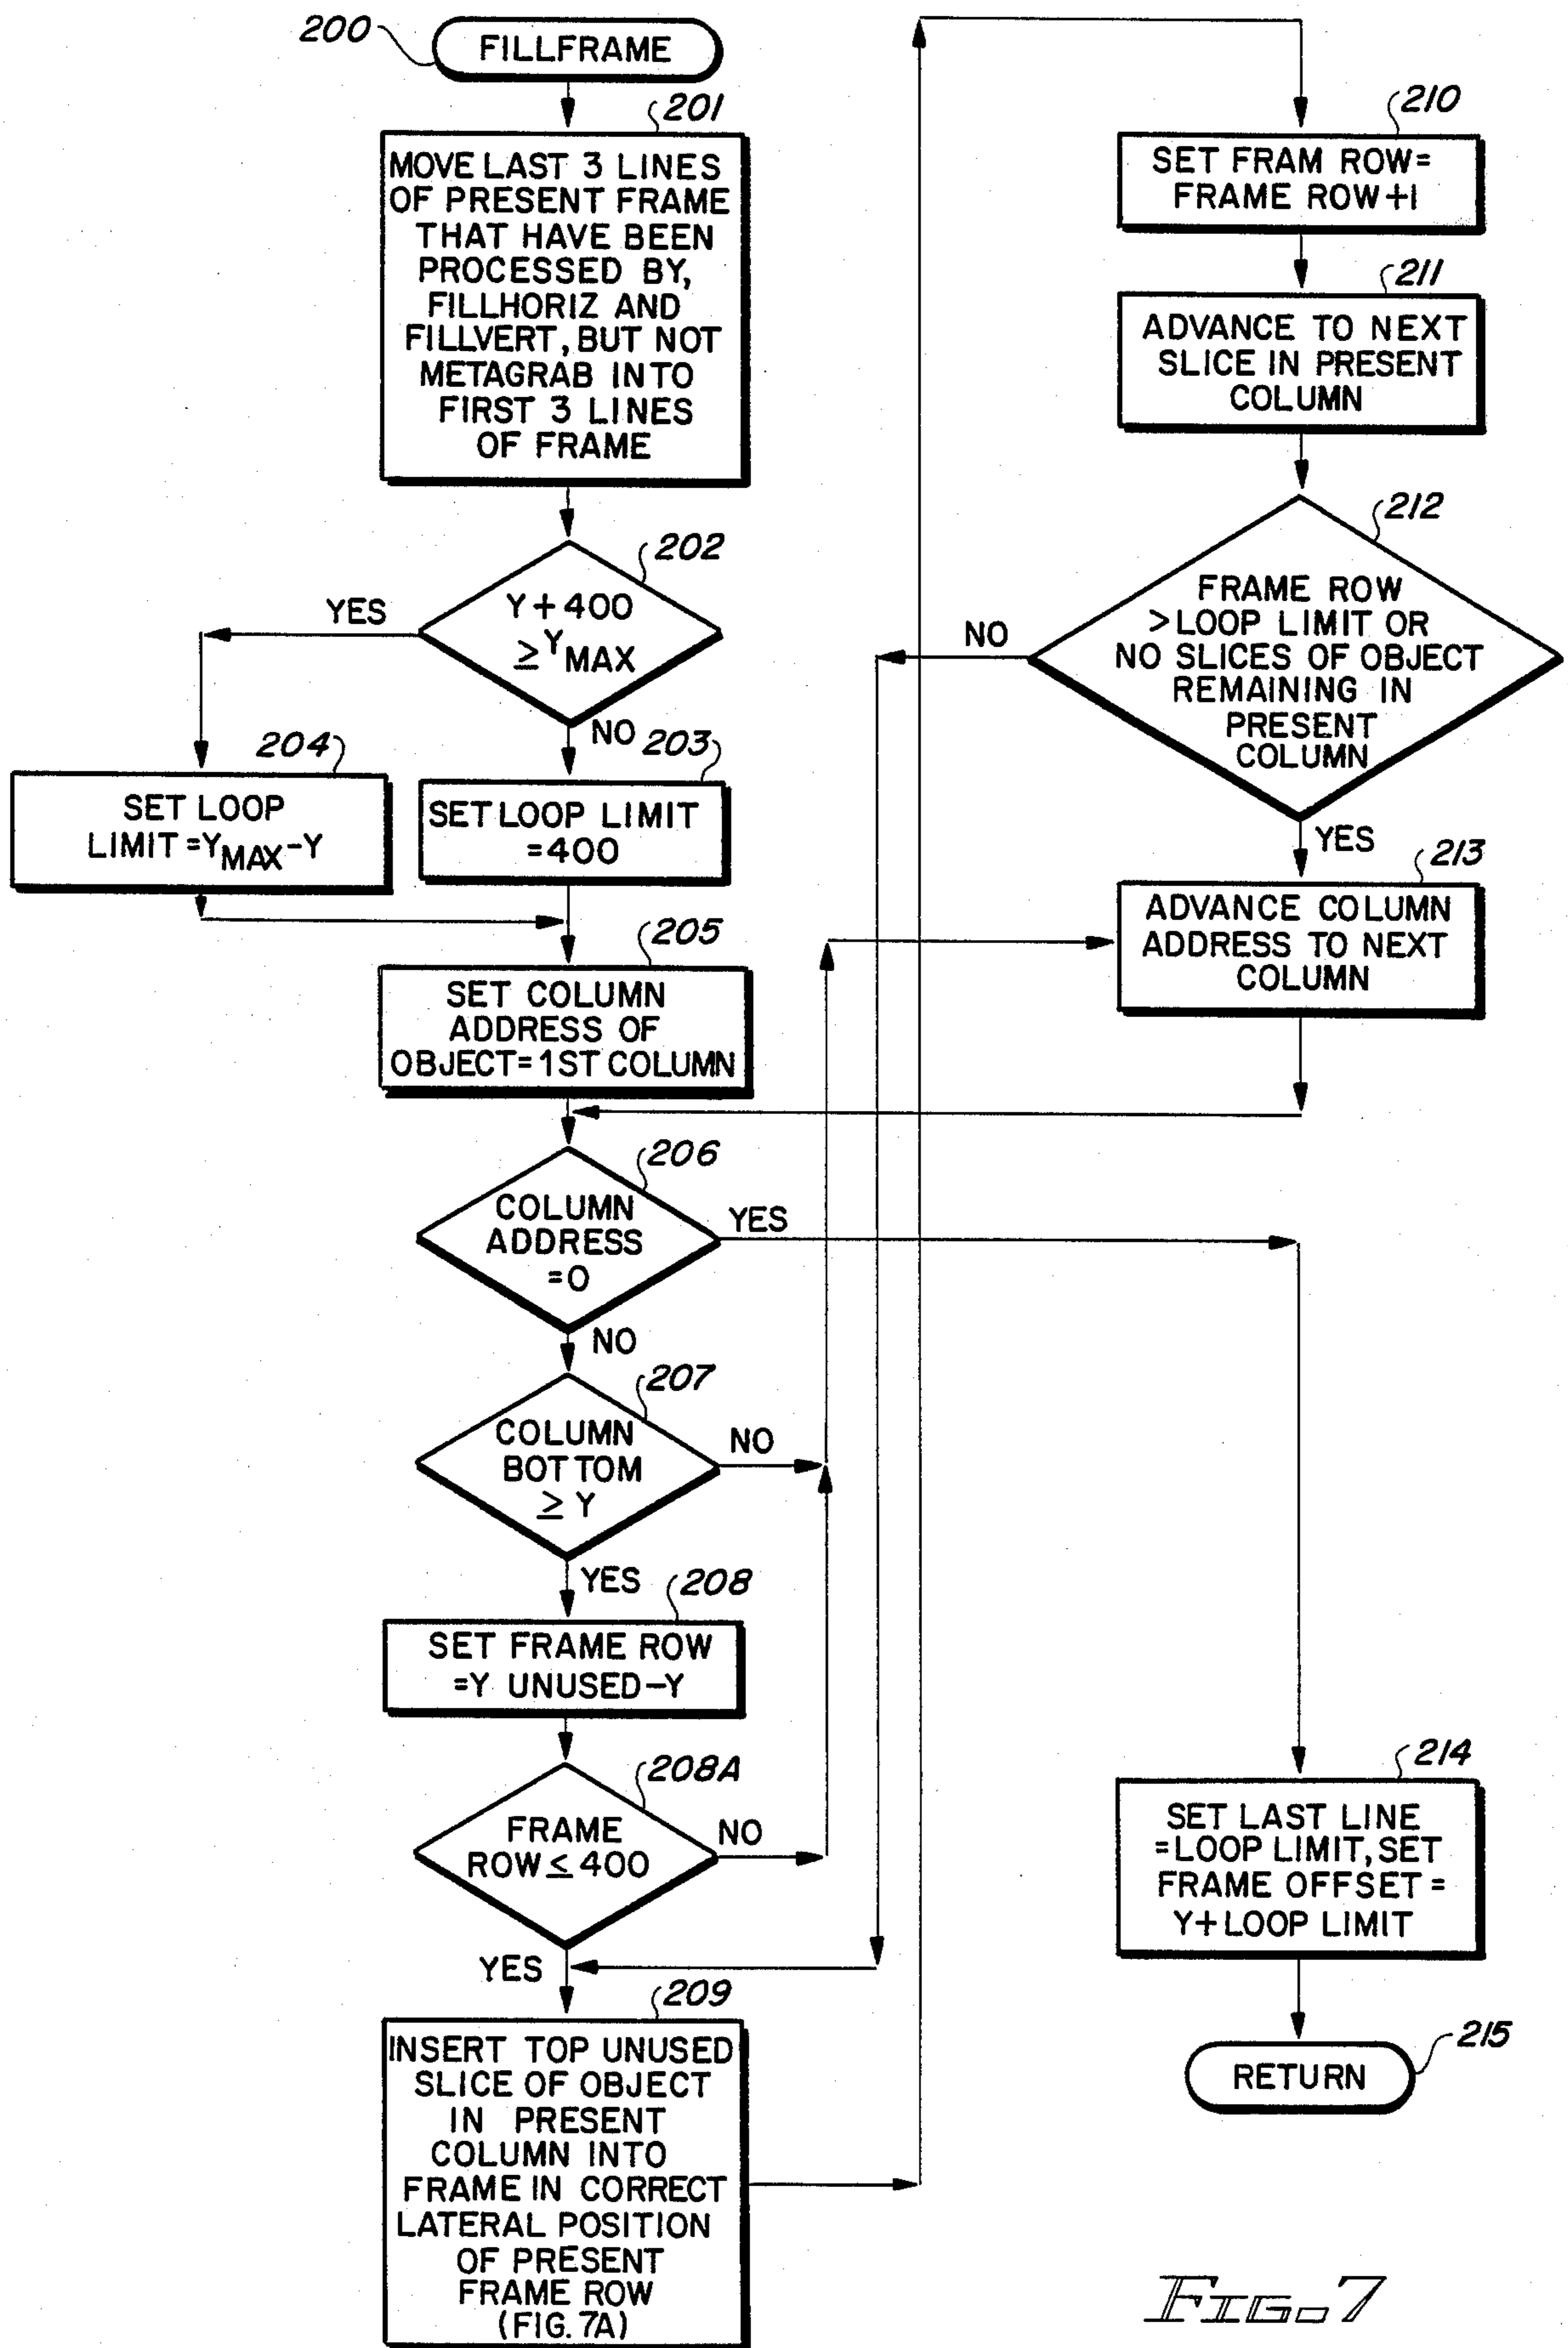 200
FILLFRAME
201
MOVE LAST 3 LINES
OF PRESENT FRAME
THAT HAVE BEEN
PROCESSED BY,
FILLHORIZ AND
FILLVERT, BUT NOT
METAGRAB INTO
FIRST 3 LINES
OF FRAME
202
Y+400
≥YMAX
YES
NO
204
SET LOOP
LIMIT=YMAX-Y
203
SET LOOP LIMIT
=400
205
SET COLUMN
ADDRESS OF
OBJECT=1ST COLUMN
206
COLUMN
ADDRESS
=0
YES
NO
207
COLUMN
BOTTOM
≥ Y
NO
YES
208
SET FRAME ROW
=Y UNUSED-Y
208A
FRAME
ROW≤400
NO
YES
209
INSERT TOP UNUSED
SLICE OF OBJECT
IN PRESENT
COLUMN INTO
FRAME IN CORRECT
LATERAL POSITION
OF PRESENT
FRAME ROW
(FIG. 7A)
210
SET FRAM ROW=
FRAME ROW+1
211
ADVANCE TO NEXT
SLICE IN PRESENT
COLUMN
212
FRAME ROW
>LOOP LIMIT OR
NO SLICES OF OBJECT
REMAINING IN
PRESENT
COLUMN
NO
YES
213
ADVANCE COLUMN
ADDRESS TO NEXT
COLUMN
214
SET LAST LINE
=LOOP LIMIT, SET
FRAME OFFSET=
Y+LOOP LIMIT
215
RETURN
FIG. 7